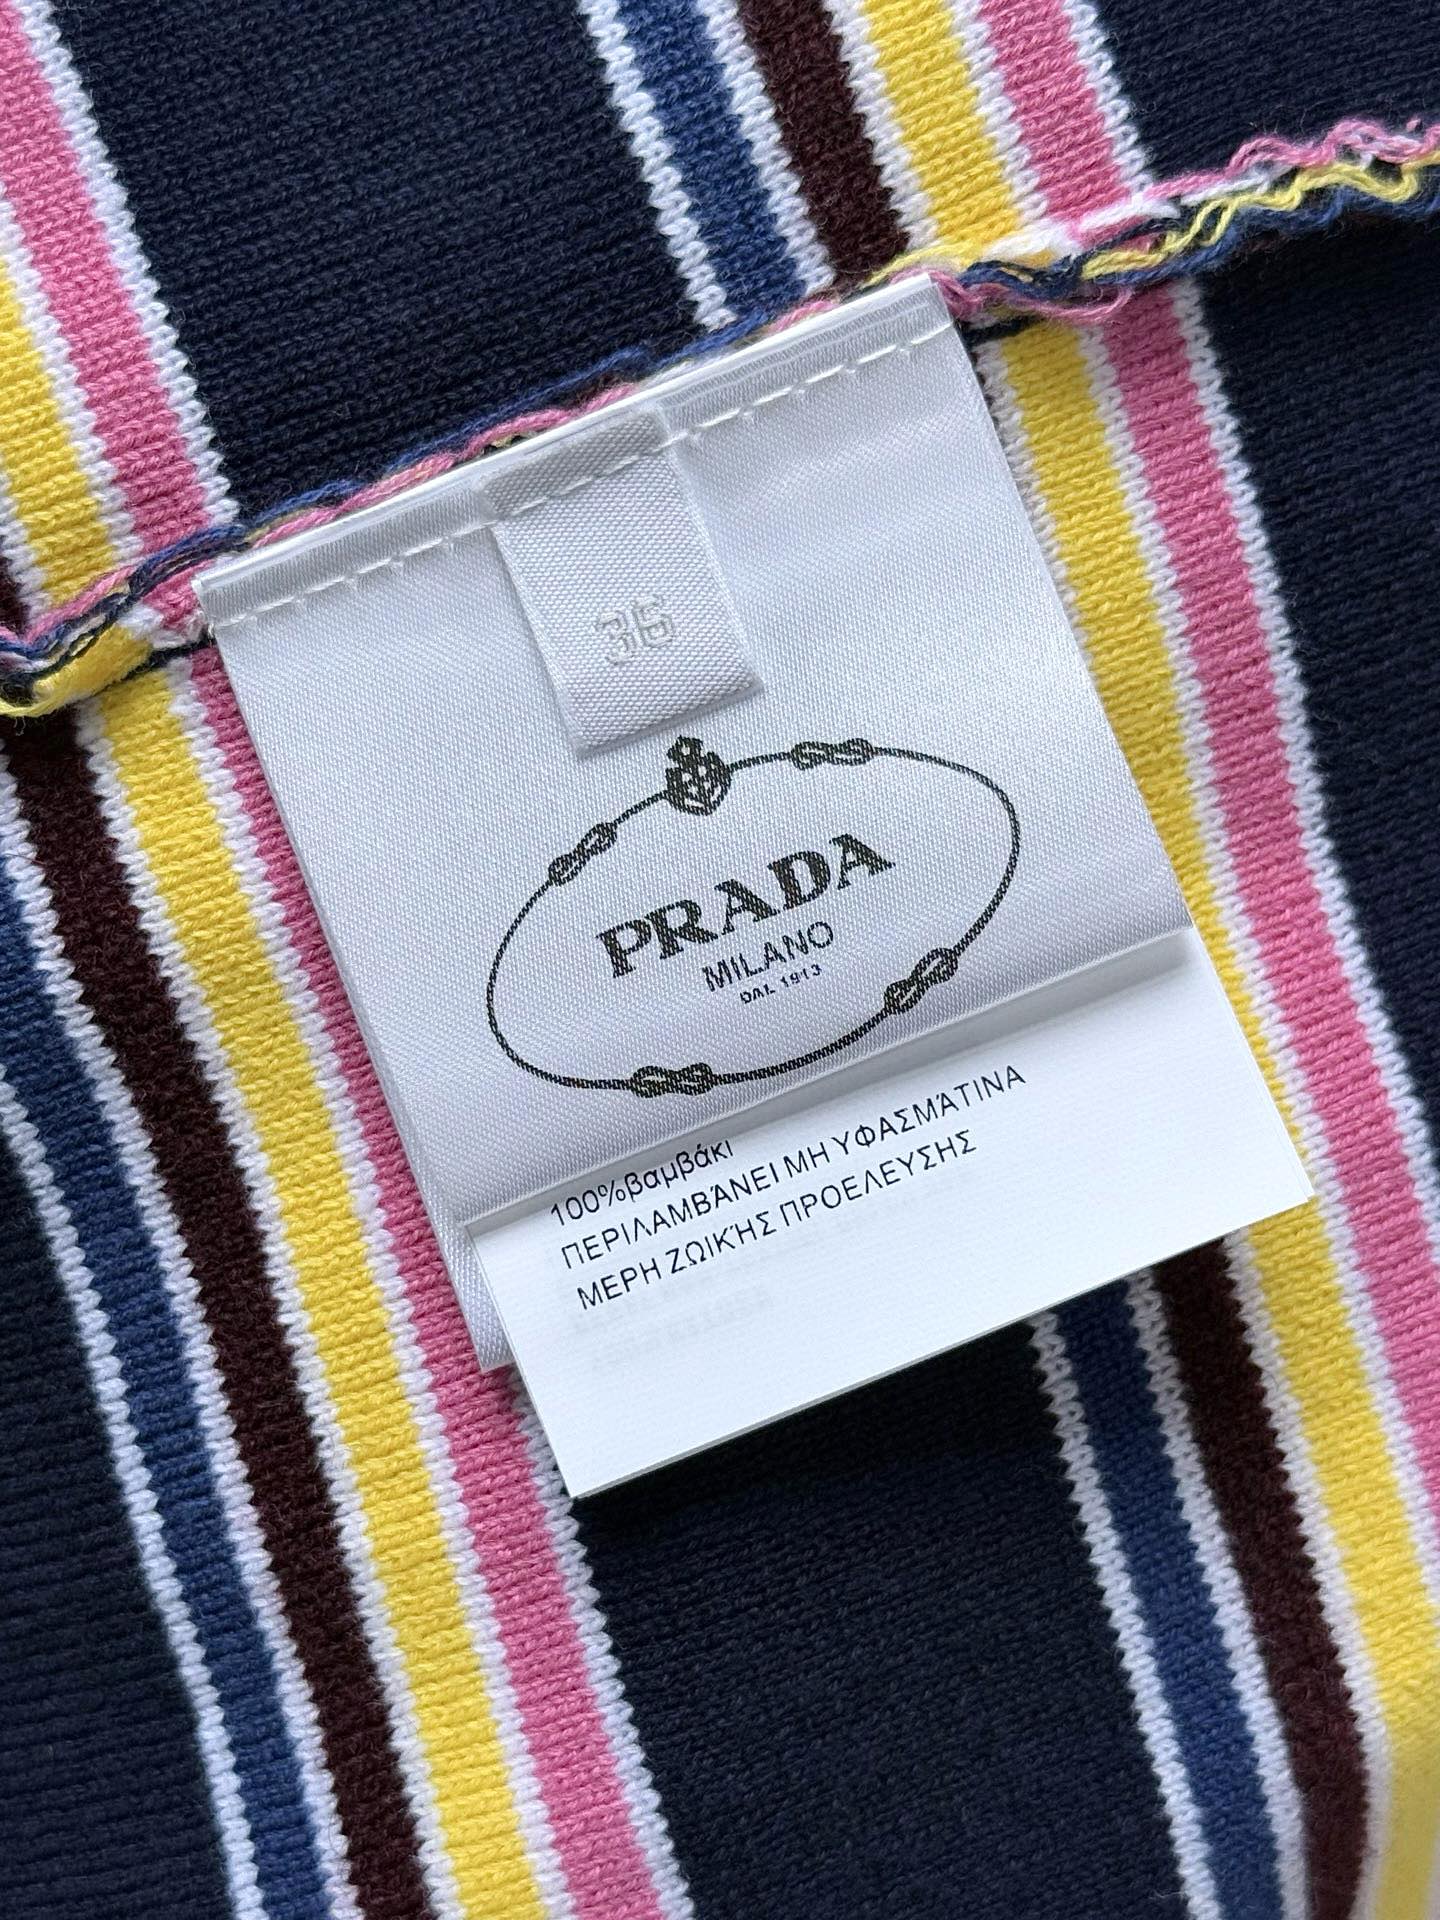 36
PRADA
MILANO
DAL 1913
100%βαμβάκι
ΠΕΡΙΛΑΜΒΆΝΕΙ ΜΗ ΥΦΑΣΜΆΤΙΝΑ
ΜΕΡΗ ΖΩΙΚΉΣ ΠΡΟΕΛΕΥΣΗΣ